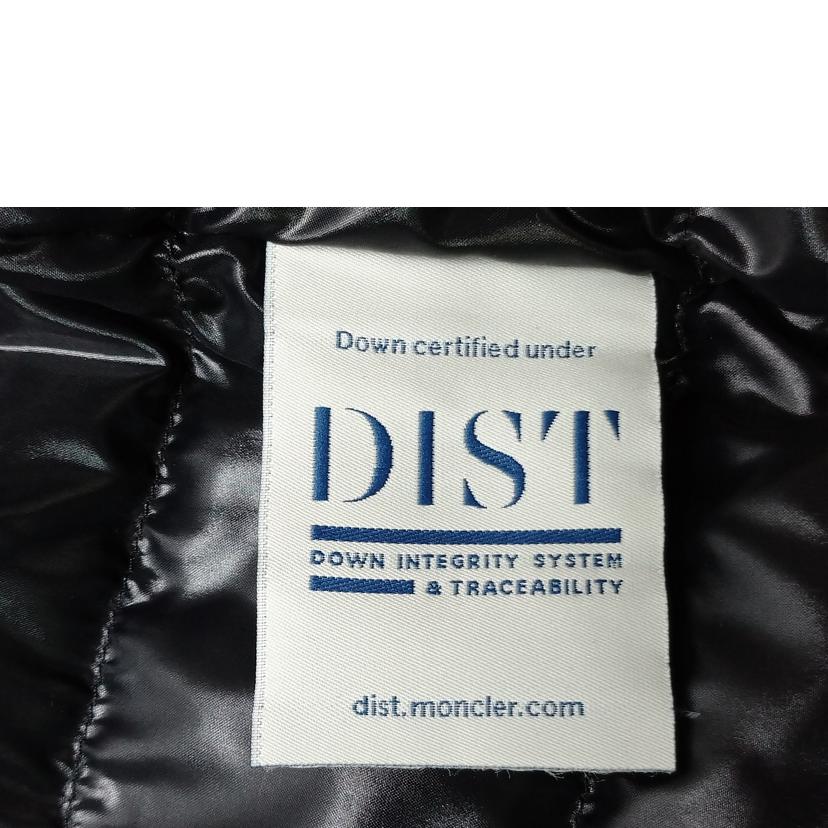 Down certified under
DIST
DOWN INTEGRITY SYSTEM
& TRACEABILITY
dist.moncler.com